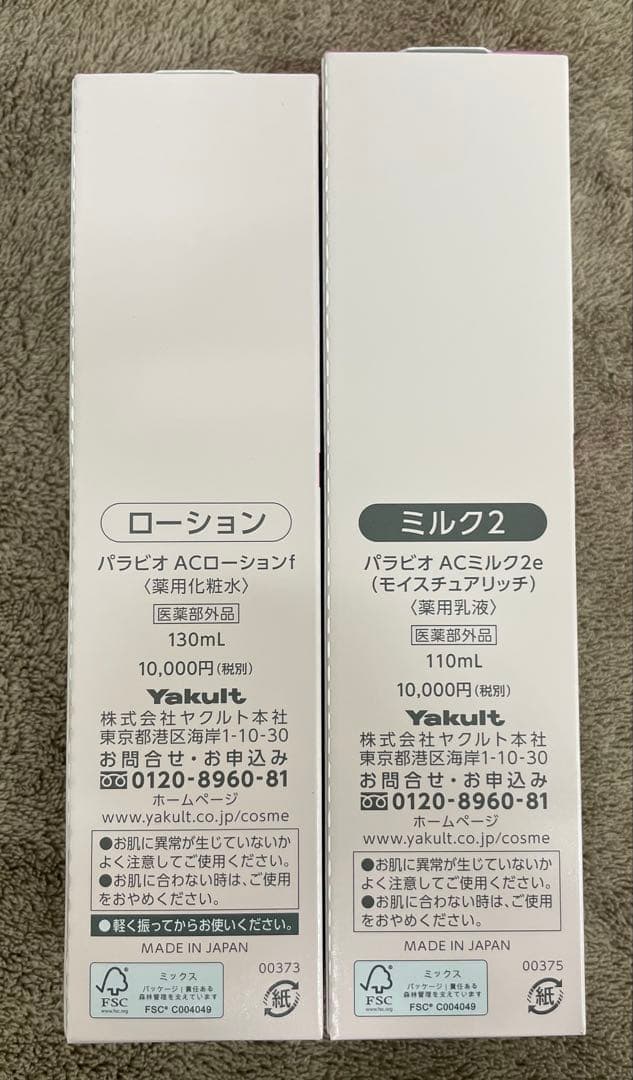 ローション
パラビオ ACローションf
〈薬用化粧水〉
医薬部外品
130mL
10,000円(税別)
Yakult
株式会社ヤクルト本社
東京都港区海岸1-10-30
お問合せ・お申込み
0120-8960-81
ホームページ
www.yakult.co.jp/cosme
●お肌に異常が生じていないか
よく注意してご使用ください。
●お肌に合わない時は、ご使用
をおやめください。
●軽く振ってからお使いください。
MADE IN JAPAN
00373
FSC
www.fsc.org
ミックス
パッケージ|責任ある
森林管理を支えています
FSC® C004049
紙
ミルク2
パラビオ ACミルク2e
(モイスチュアリッチ)
〈薬用乳液〉
医薬部外品
110mL
10,000円(税別)
Yakult
株式会社ヤクルト本社
東京都港区海岸1-10-30
お問合せ・お申込み
0120-8960-81
ホームページ
www.yakult.co.jp/cosme
●お肌に異常が生じていないか
よく注意してご使用ください。
●お肌に合わない時は、ご使用
をおやめください。
MADE IN JAPAN
00375
FSC
www.fsc.org
ミックス
パッケージ|責任ある
森林管理を支えています
FSC® C004049
紙